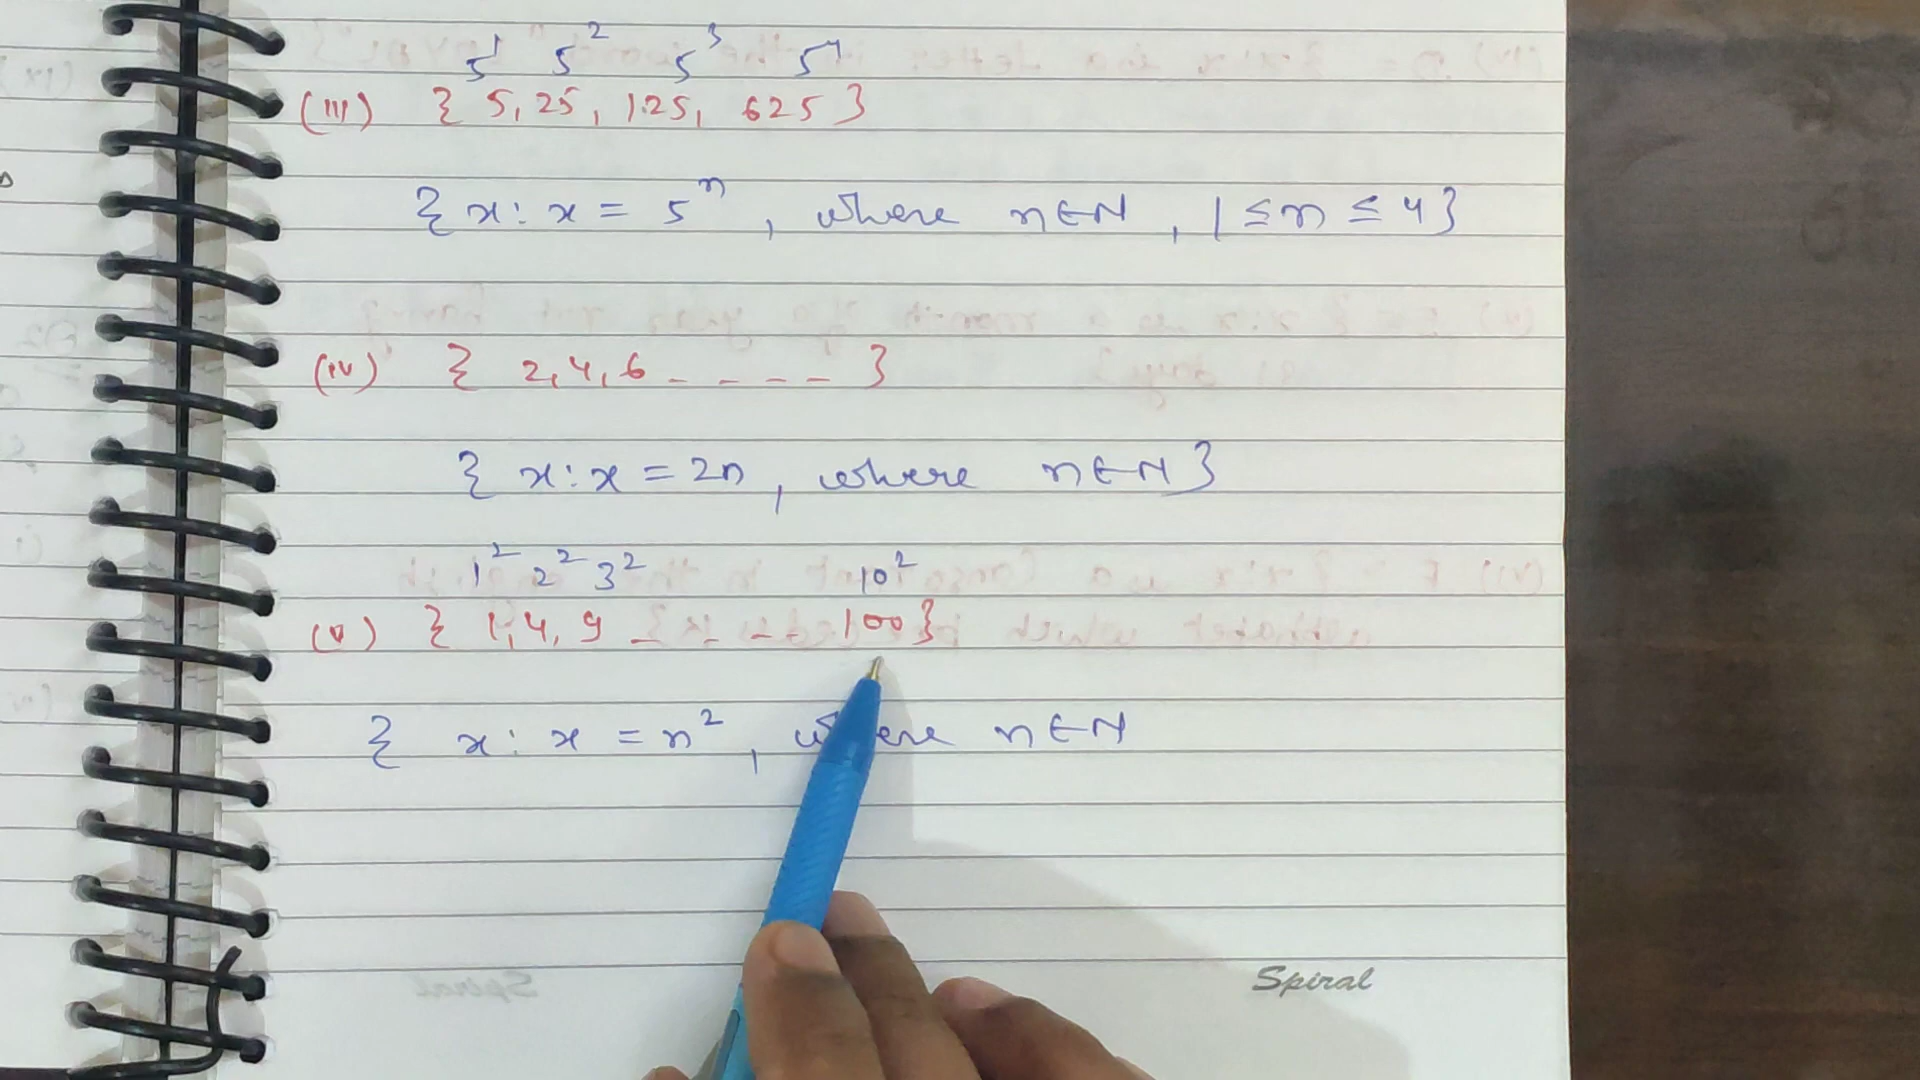 5¹ 5² 5³ 5⁴
(III) { 5, 25, 125, 625 }
{ x : x = 5ⁿ, where n∈N, 1 ≤ n ≤ 4 }
(IV) { 2, 4, 6 _ _ _ _ }
{ x : x = 2n, where n∈N }
1² 2² 3² 10²
(V) { 1, 4, 9 _ _ _ _ 100 }
{ x : x = n², where n∈N
Spiral